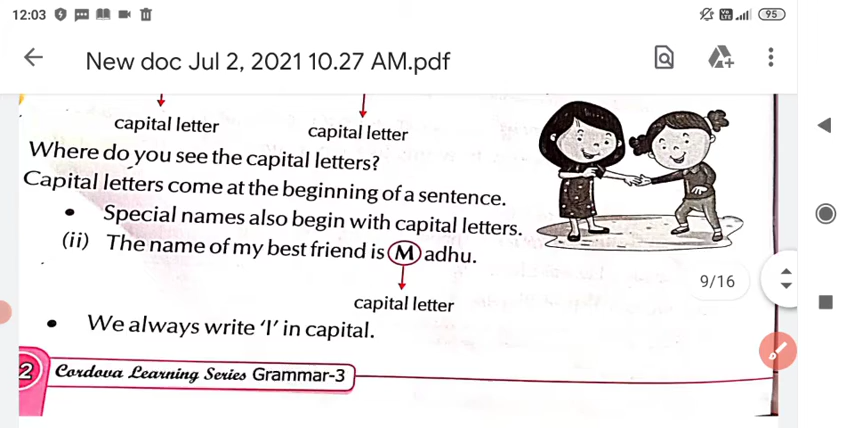 12:03
95
New doc Jul 2, 2021 10.27 AM.pdf
capital letter capital letter
Where do you see the capital letters?
Capital letters come at the beginning of a sentence.
• Special names also begin with capital letters.
(ii) The name of my best friend is Madhu.
capital letter
9/16
• We always write ‘I’ in capital.
2 Cordova Learning Series Grammar-3